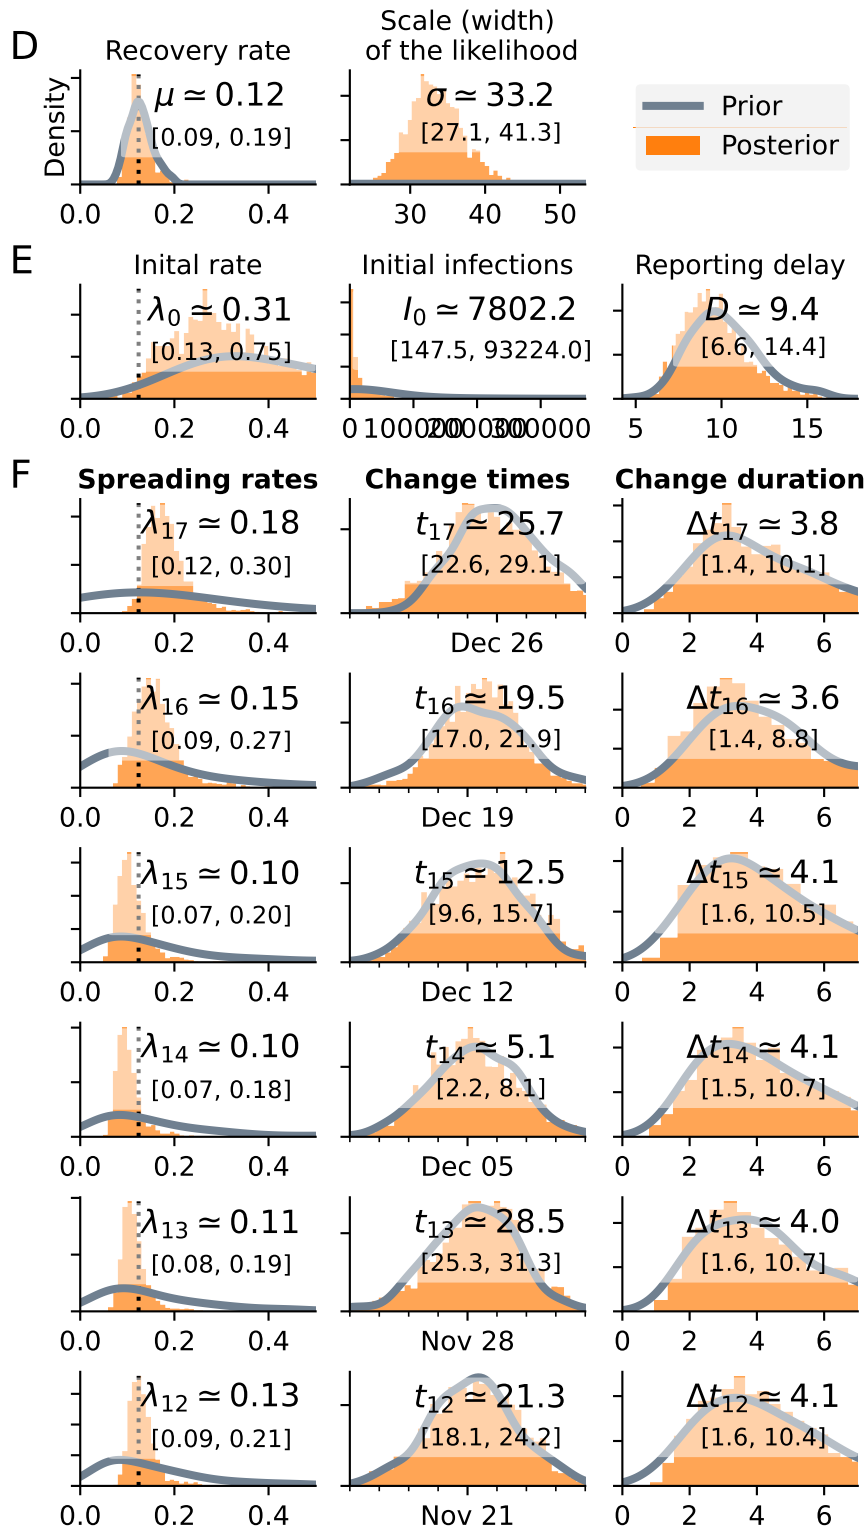 D
Recovery rate
Scale (width)
of the likelihood
Density
μ ≃ 0.12
[0.09, 0.19]
σ ≃ 33.2
[27.1, 41.3]
Prior
Posterior
0.0 0.2 0.4
30 40 50
E
Inital rate
Initial infections
Reporting delay
λ0 ≃ 0.31
[0.13, 0.75]
I0 ≃ 7802.2
[147.5, 93224.0]
D ≃ 9.4
[6.6, 14.4]
0.0 0.2 0.4
0 100000 200000 300000
5 10 15
F
Spreading rates
Change times
Change duration
λ17 ≃ 0.18
[0.12, 0.30]
t17 ≃ 25.7
[22.6, 29.1]
Δt17 ≃ 3.8
[1.4, 10.1]
0.0 0.2 0.4
Dec 26
0 2 4 6
λ16 ≃ 0.15
[0.09, 0.27]
t16 ≃ 19.5
[17.0, 21.9]
Δt16 ≃ 3.6
[1.4, 8.8]
0.0 0.2 0.4
Dec 19
0 2 4 6
λ15 ≃ 0.10
[0.07, 0.20]
t15 ≃ 12.5
[9.6, 15.7]
Δt15 ≃ 4.1
[1.6, 10.5]
0.0 0.2 0.4
Dec 12
0 2 4 6
λ14 ≃ 0.10
[0.07, 0.18]
t14 ≃ 5.1
[2.2, 8.1]
Δt14 ≃ 4.1
[1.5, 10.7]
0.0 0.2 0.4
Dec 05
0 2 4 6
λ13 ≃ 0.11
[0.08, 0.19]
t13 ≃ 28.5
[25.3, 31.3]
Δt13 ≃ 4.0
[1.6, 10.7]
0.0 0.2 0.4
Nov 28
0 2 4 6
λ12 ≃ 0.13
[0.09, 0.21]
t12 ≃ 21.3
[18.1, 24.2]
Δt12 ≃ 4.1
[1.6, 10.4]
0.0 0.2 0.4
Nov 21
0 2 4 6